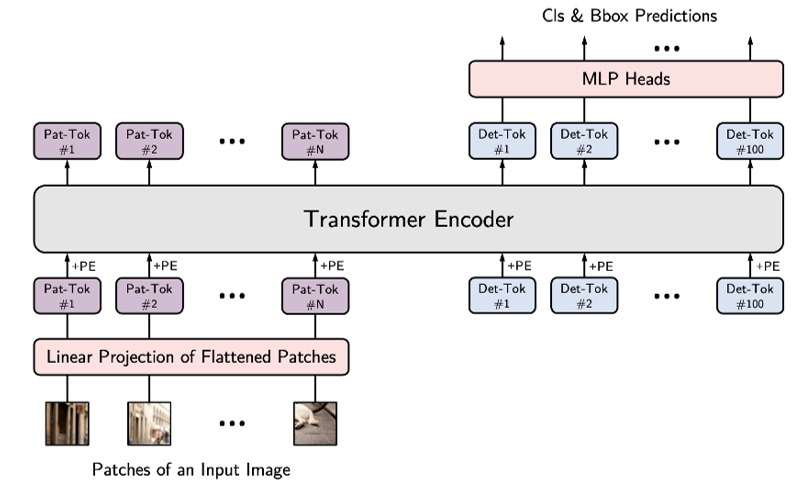 Cls & Bbox Predictions
MLP Heads
Pat-Tok #1
Pat-Tok #2
Pat-Tok #N
Det-Tok #1
Det-Tok #2
Det-Tok #100
Transformer Encoder
+PE
+PE
+PE
+PE
+PE
+PE
Pat-Tok #1
Pat-Tok #2
Pat-Tok #N
Det-Tok #1
Det-Tok #2
Det-Tok #100
Linear Projection of Flattened Patches
Patches of an Input Image